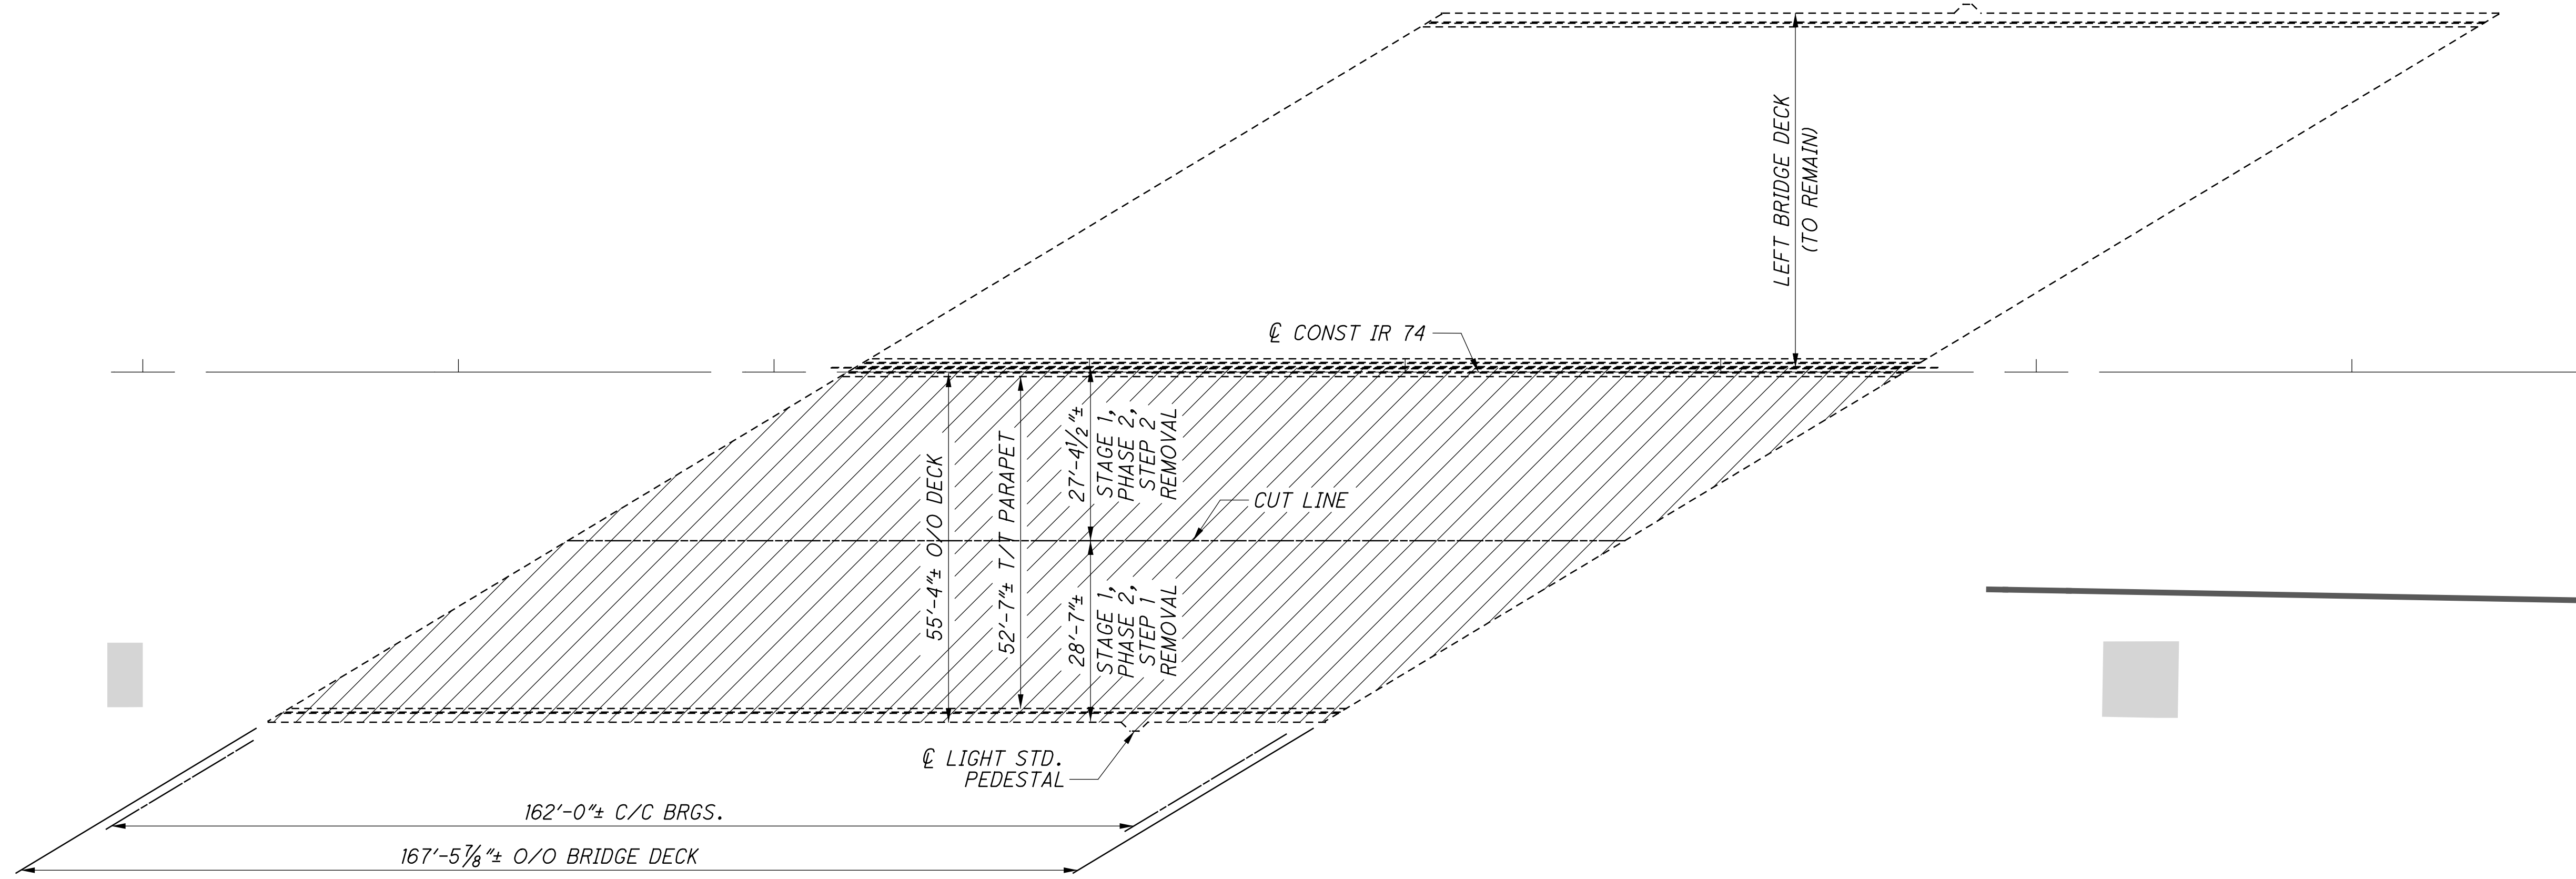 LEFT BRIDGE DECK
(TO REMAIN)
℄ CONST IR 74
55'-4"± O/O DECK
52'-7"± T/T PARAPET
27'-4½"±
STAGE 1,
PHASE 2,
STEP 2
REMOVAL
CUT LINE
28'-7"±
STAGE 1,
PHASE 2,
STEP 1
REMOVAL
℄ LIGHT STD.
PEDESTAL
162'-0"± C/C BRGS.
167'-5⅞"± O/O BRIDGE DECK